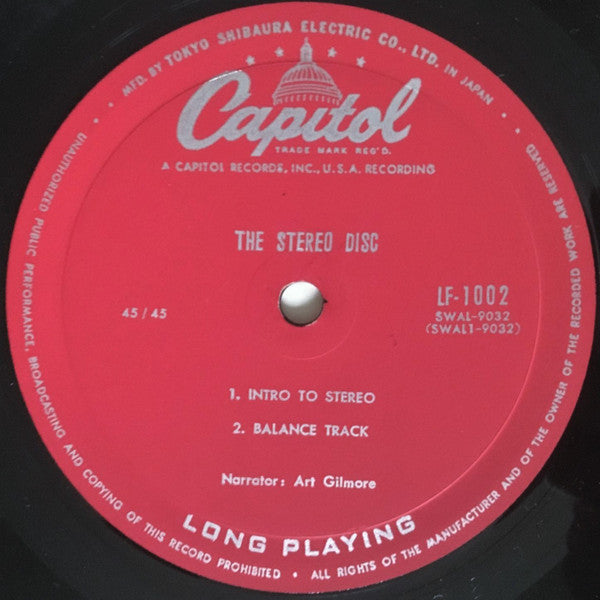 MFD. BY TOKYO SHIBAURA ELECTRIC CO., LTD. IN JAPAN
Capitol
TRADE MARK REG'D.
A CAPITOL RECORDS, INC., U.S.A. RECORDING
THE STEREO DISC
45 / 45
LF-1002
SWAL-9032
(SWAL1-9032)
1. INTRO TO STEREO
2. BALANCE TRACK
Narrator: Art Gilmore
LONG PLAYING
UNAUTHORIZED PUBLIC PERFORMANCE, BROADCASTING AND COPYING OF THIS RECORD PROHIBITED • ALL RIGHTS OF THE MANUFACTURER AND OF THE OWNER OF THE RECORDED WORK ARE RESERVED